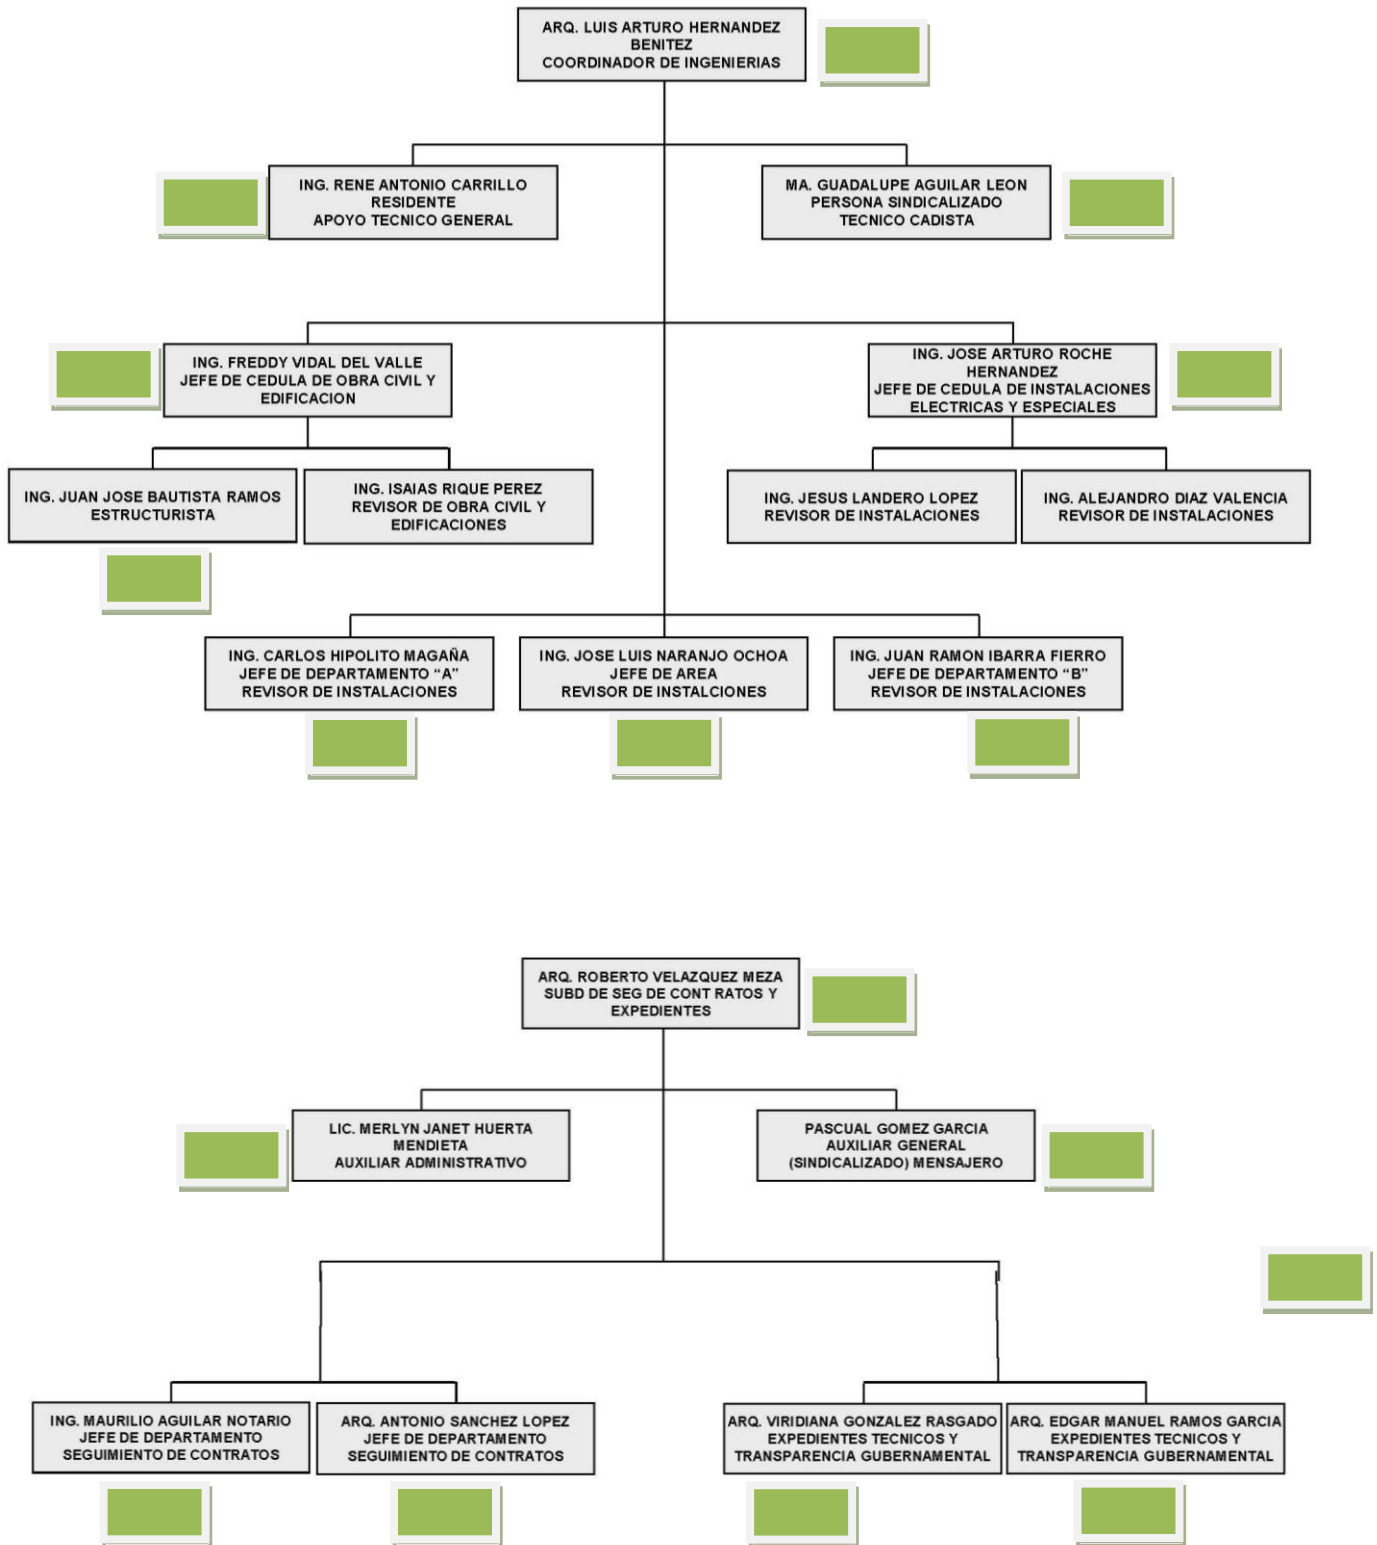 ARQ. LUIS ARTURO HERNANDEZ
BENITEZ
COORDINADOR DE INGENIERIAS
ING. RENE ANTONIO CARRILLO
RESIDENTE
APOYO TECNICO GENERAL
MA. GUADALUPE AGUILAR LEON
PERSONA SINDICALIZADO
TECNICO CADISTA
ING. FREDDY VIDAL DEL VALLE
JEFE DE CEDULA DE OBRA CIVIL Y
EDIFICACION
ING. JOSE ARTURO ROCHE
HERNANDEZ
JEFE DE CEDULA DE INSTALACIONES
ELECTRICAS Y ESPECIALES
ING. JUAN JOSE BAUTISTA RAMOS
ESTRUCTURISTA
ING. ISAIAS RIQUE PEREZ
REVISOR DE OBRA CIVIL Y
EDIFICACIONES
ING. JESUS LANDERO LOPEZ
REVISOR DE INSTALACIONES
ING. ALEJANDRO DIAZ VALENCIA
REVISOR DE INSTALACIONES
ING. CARLOS HIPOLITO MAGAÑA
JEFE DE DEPARTAMENTO “A”
REVISOR DE INSTALACIONES
ING. JOSE LUIS NARANJO OCHOA
JEFE DE AREA
REVISOR DE INSTALCIONES
ING. JUAN RAMON IBARRA FIERRO
JEFE DE DEPARTAMENTO “B”
REVISOR DE INSTALACIONES
ARQ. ROBERTO VELAZQUEZ MEZA
SUBD DE SEG DE CONT RATOS Y
EXPEDIENTES
LIC. MERLYN JANET HUERTA
MENDIETA
AUXILIAR ADMINISTRATIVO
PASCUAL GOMEZ GARCIA
AUXILIAR GENERAL
(SINDICALIZADO) MENSAJERO
ING. MAURILIO AGUILAR NOTARIO
JEFE DE DEPARTAMENTO
SEGUIMIENTO DE CONTRATOS
ARQ. ANTONIO SANCHEZ LOPEZ
JEFE DE DEPARTAMENTO
SEGUIMIENTO DE CONTRATOS
ARQ. VIRIDIANA GONZALEZ RASGADO
EXPEDIENTES TECNICOS Y
TRANSPARENCIA GUBERNAMENTAL
ARQ. EDGAR MANUEL RAMOS GARCIA
EXPEDIENTES TECNICOS Y
TRANSPARENCIA GUBERNAMENTAL